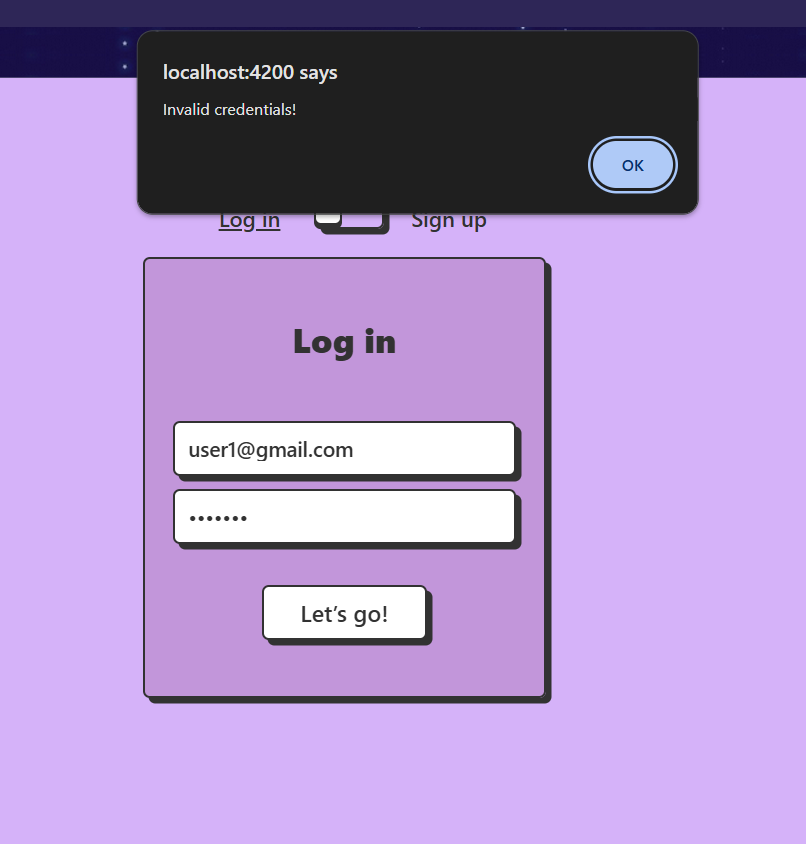 localhost:4200 says
Invalid credentials!
OK
Log in Sign up
Log in
user1@gmail.com
•••••••
Let’s go!